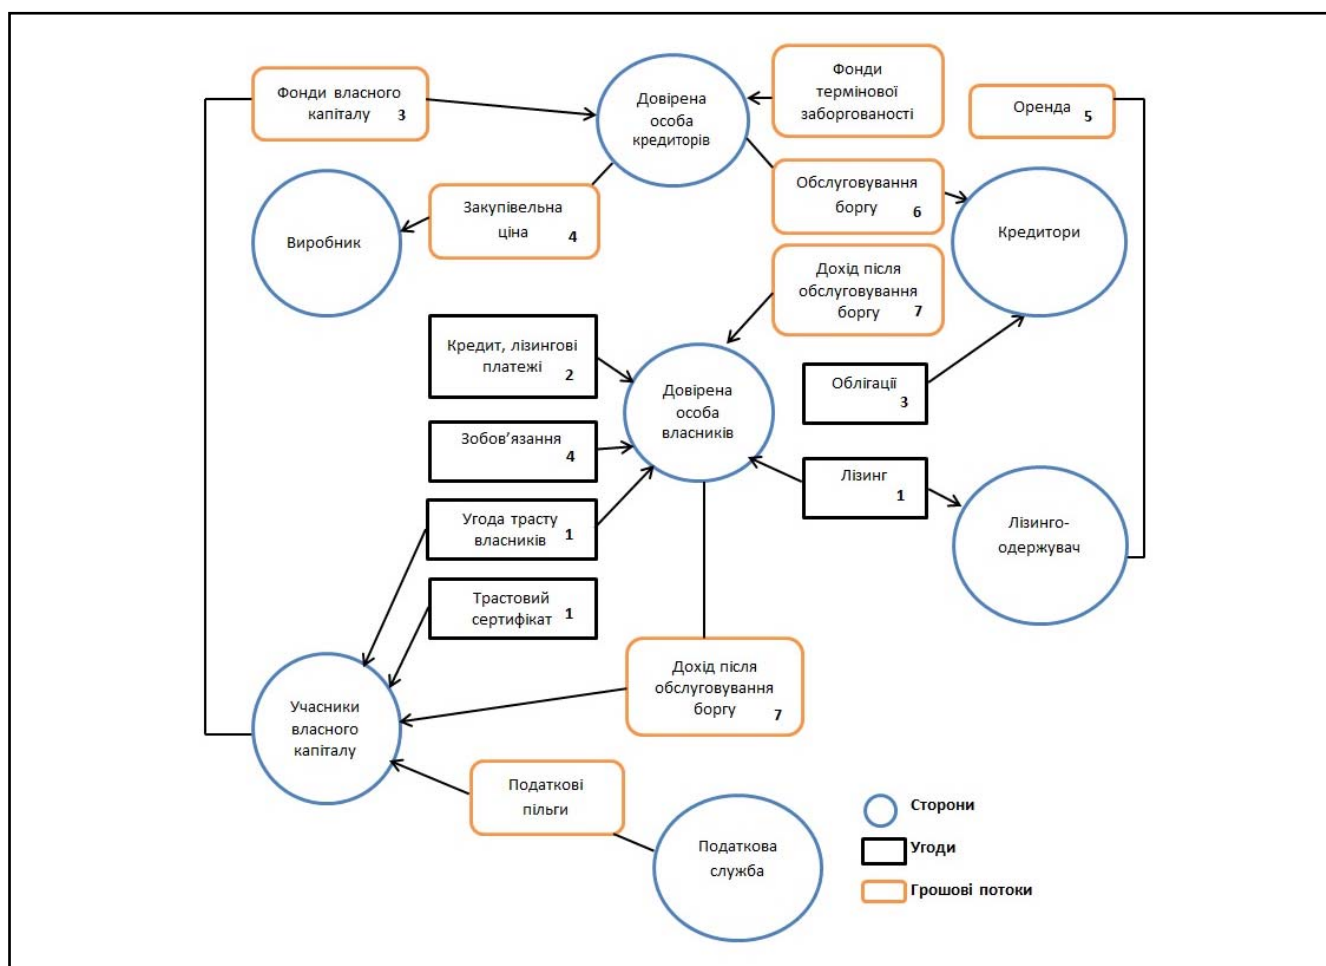 Фонди власного
капіталу 3
Довірена
особа
кредиторів
Фонди
термінової
заборгованості
Оренда
5
Виробник
Закупівельна
ціна 4
Обслуговування
боргу 6
Кредитори
Дохід після
обслуговування
боргу 7
Кредит, лізингові
платежі 2
Довірена
особа
власників
Облігації
3
Зобов’язання
4
Лізинг
1
Угода трасту
власників 1
Лізинго-
одержувач
Трастовий
сертифікат 1
Учасники
власного
капіталу
Дохід після
обслуговування
боргу 7
Податкові
пільги
Податкова
служба
Сторони
Угоди
Грошові потоки